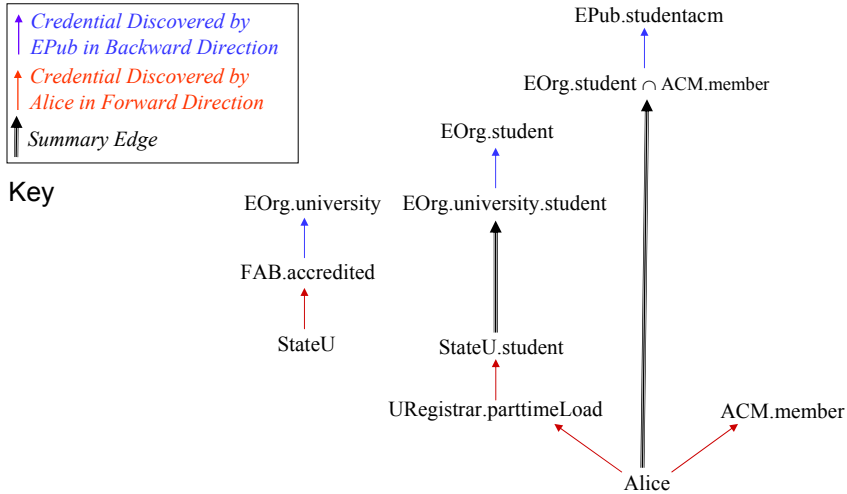 Credential Discovered by
EPub in Backward Direction
Credential Discovered by
Alice in Forward Direction
Summary Edge
Key
EPub.studentacm
EOrg.student ∩ ACM.member
EOrg.student
EOrg.university
EOrg.university.student
FAB.accredited
StateU
StateU.student
URegistrar.parttimeLoad
ACM.member
Alice